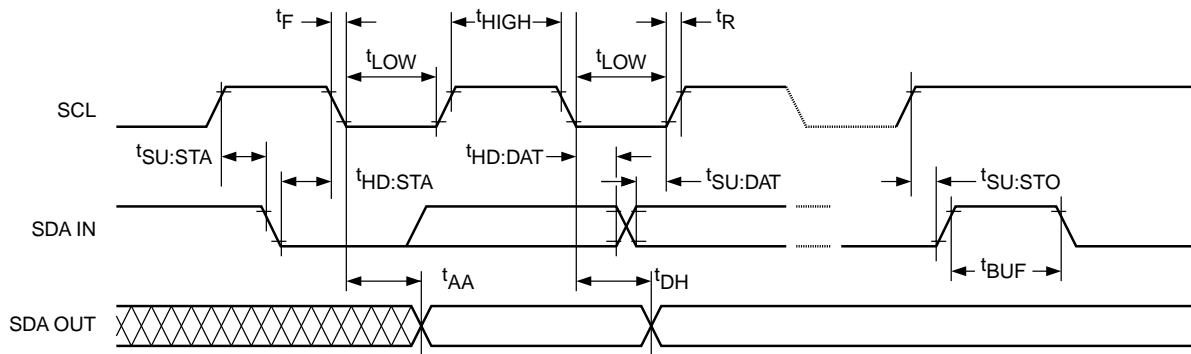 tF tHIGH tR
tLOW tLOW
SCL
tSU:STA tHD:DAT
tHD:STA tSU:DAT tSU:STO
SDA IN
tBUF
tAA tDH
SDA OUT